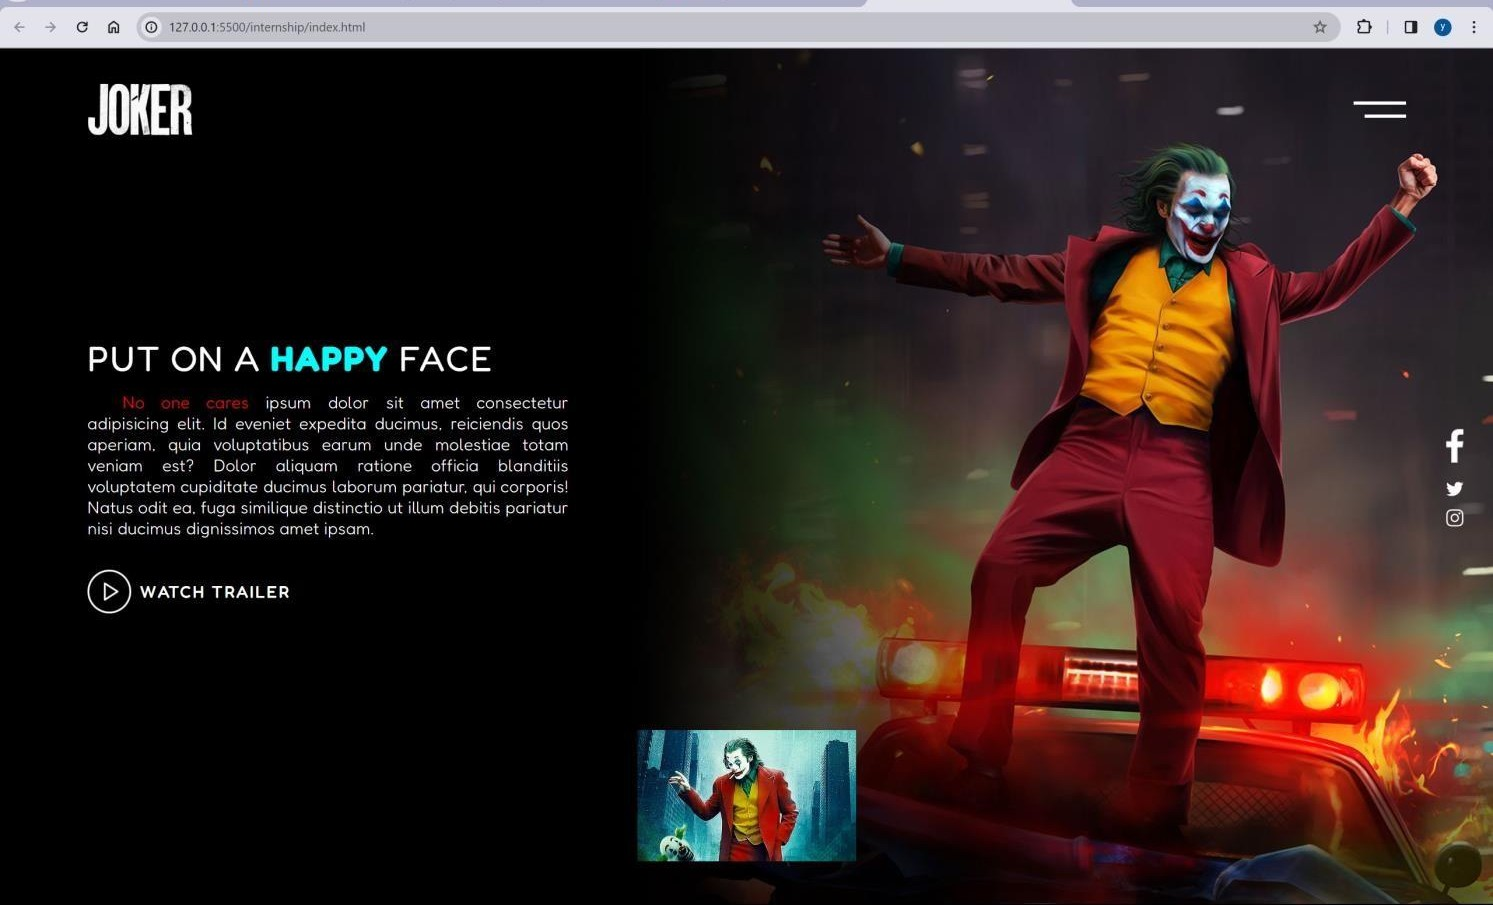 127.0.0.1:5500/internship/index.html
y
JOKER
PUT ON A HAPPY FACE
No one cares ipsum dolor sit amet consectetur
adipisicing elit. Id eveniet expedita ducimus, reiciendis quos
aperiam, quia voluptatibus earum unde molestiae totam
veniam est? Dolor aliquam ratione officia blanditiis
voluptatem cupiditate ducimus laborum pariatur, qui corporis!
Natus odit ea, fuga similique distinctio ut illum debitis pariatur
nisi ducimus dignissimos amet ipsam.
WATCH TRAILER